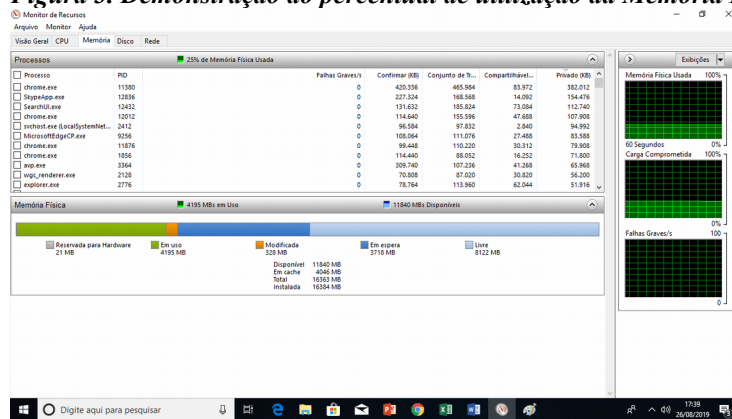 Monitor de Recursos
Arquivo Monitor Ajuda
Visão Geral CPU Memória Disco Rede
Processos 25% de Memória Física Usada
Processo PID Falhas Graves/s Confirmar (KB) Conjunto de Tr... Compartilhável... Privado (KB)
chrome.exe 11380 0 420.336 465.984 83.972 382.012
SkypeApp.exe 12836 0 227.324 168.568 14.092 154.476
SearchUI.exe 12432 0 131.632 185.824 73.084 112.740
chrome.exe 12012 0 114.640 155.596 47.688 107.908
svchost.exe (LocalSystemNet... 2412 0 96.584 97.832 2.840 94.992
MicrosoftEdgeCP.exe 9256 0 108.064 111.076 27.488 83.588
chrome.exe 11876 0 99.448 110.220 30.312 79.908
chrome.exe 1856 0 114.440 88.052 16.252 71.800
avp.exe 3364 0 309.740 107.236 41.268 65.968
wgc_renderer.exe 2128 0 70.808 87.020 30.820 56.200
explorer.exe 2776 0 78.764 113.960 62.044 51.916
Memória Física 4195 MBs em Uso 11840 MBs Disponíveis
Reservada para Hardware Em uso Modificada Em espera Livre
21 MB 4195 MB 328 MB 3718 MB 8122 MB
Disponível 11840 MB
Em cache 4046 MB
Total 16363 MB
Instalada 16384 MB
Exibições
Memória Física Usada 100%
60 Segundos 0%
Carga Comprometida 100%
0%
Falhas Graves/s 100
0
Digite aqui para pesquisar
17:39
26/08/2019